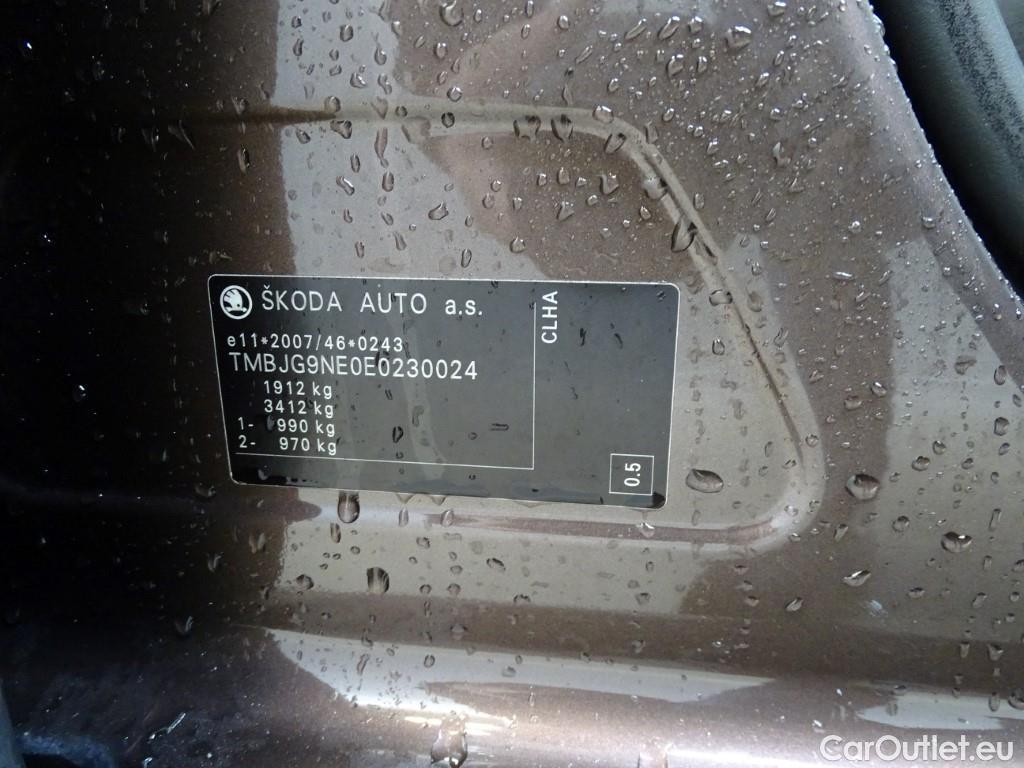 ŠKODA AUTO a.s.
e11*2007/46*0243
TMBJG9NE0E0230024
1912 kg
3412 kg
1- 990 kg
2- 970 kg
CLHA
0.5
CarOutlet.eu